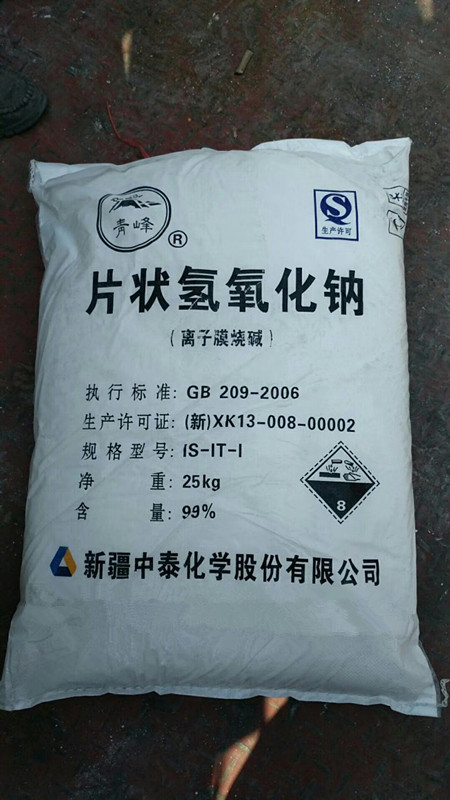 青峰
®
QS
生产许可
片状氢氧化钠
(离子膜烧碱)
执行标准: GB 209-2006
生产许可证: (新)XK13-008-00002
规格型号: IS-IT-I
净 重: 25kg
含 量: 99%
8
新疆中泰化学股份有限公司